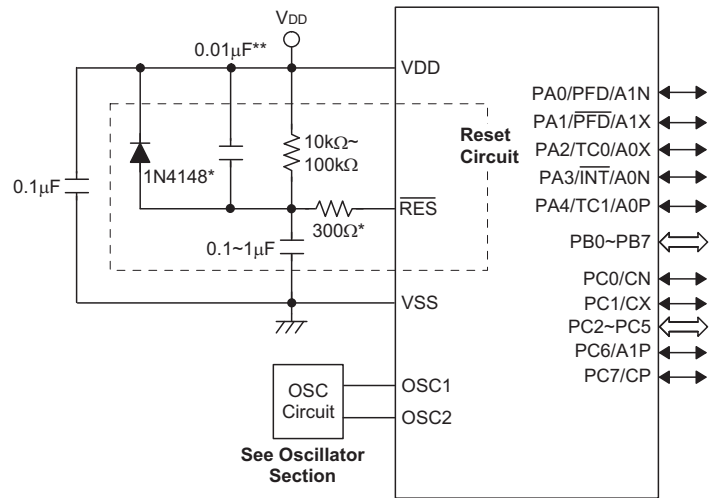 VDD
0.01μF**
VDD
10kΩ~
100kΩ
Reset
Circuit
1N4148*
0.1μF
RES
300Ω*
0.1~1μF
VSS
OSC
Circuit
OSC1
OSC2
See Oscillator
Section
PA0/PFD/A1N
PA1/PFD/A1X
PA2/TC0/A0X
PA3/INT/A0N
PA4/TC1/A0P
PB0~PB7
PC0/CN
PC1/CX
PC2~PC5
PC6/A1P
PC7/CP